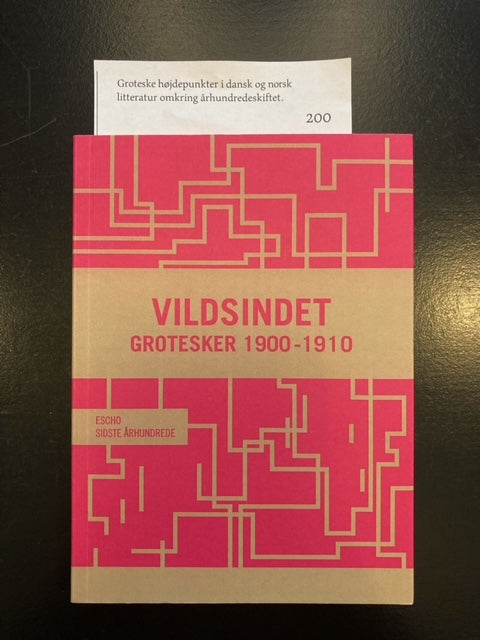 Groteske højdepunkter i dansk og norsk
litteratur omkring århundredeskiftet.
200
VILDSINDET
GROTESKER 1900-1910
ESCHO
SIDSTE ÅRHUNDREDE